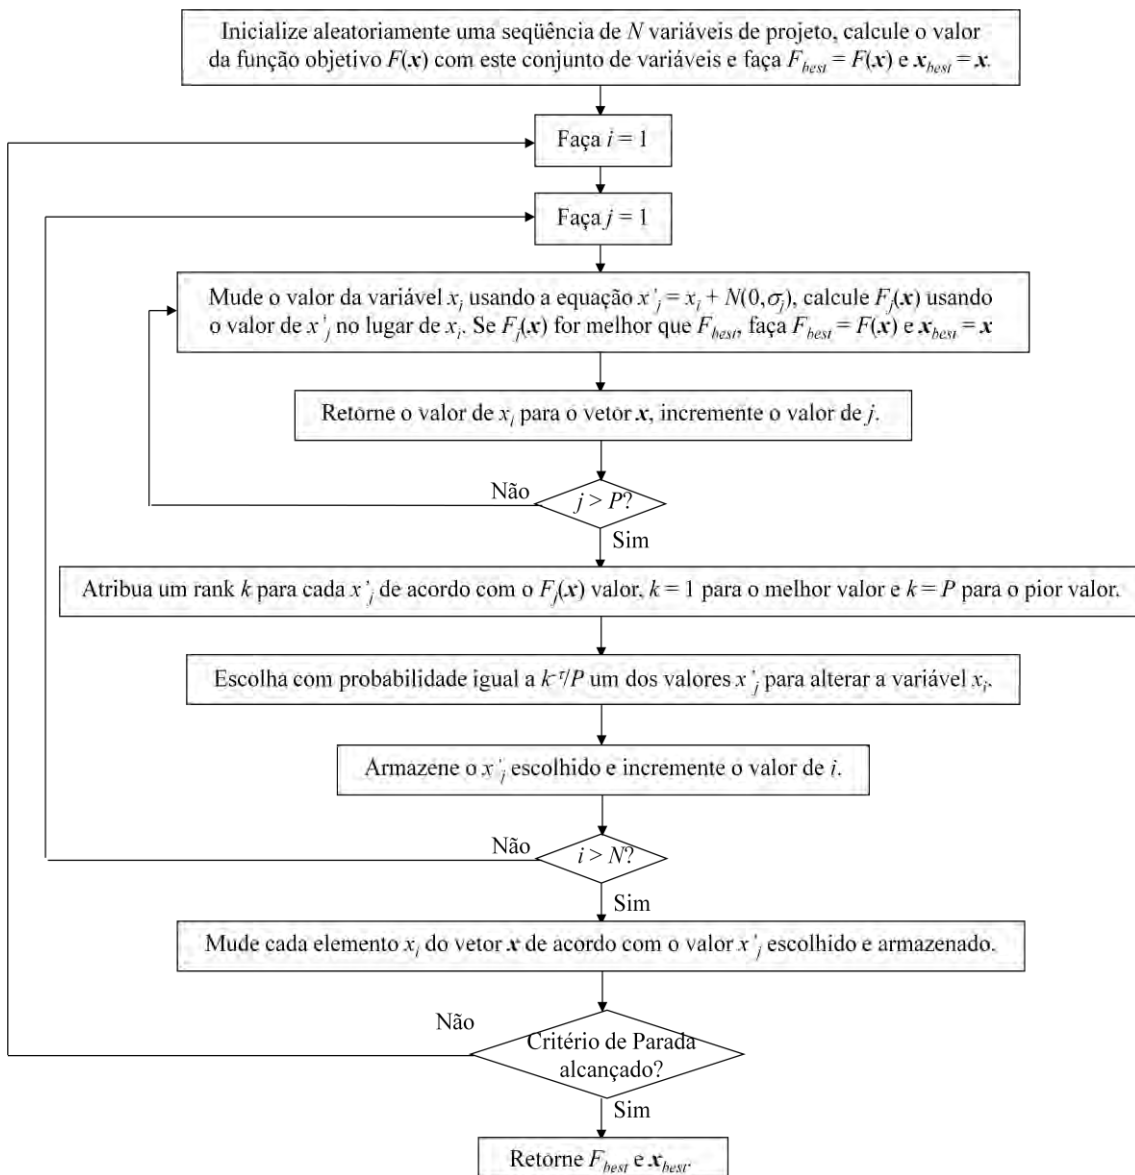 Inicialize aleatoriamente uma seqüência de N variáveis de projeto, calcule o valor
da função objetivo F(x) com este conjunto de variáveis e faça F_best = F(x) e x_best = x.
Faça i = 1
Faça j = 1
Mude o valor da variável x_i usando a equação x'_j = x_i + N(0,σ_j), calcule F_j(x) usando
o valor de x'_j no lugar de x_i. Se F_j(x) for melhor que F_best, faça F_best = F(x) e x_best = x
Retorne o valor de x_i para o vetor x, incremente o valor de j.
Não
j > P?
Sim
Atribua um rank k para cada x'_j de acordo com o F_j(x) valor, k = 1 para o melhor valor e k = P para o pior valor.
Escolha com probabilidade igual a k^-τ/P um dos valores x'_j para alterar a variável x_i.
Armazene o x'_j escolhido e incremente o valor de i.
Não
i > N?
Sim
Mude cada elemento x_i do vetor x de acordo com o valor x'_j escolhido e armazenado.
Não
Critério de Parada
alcançado?
Sim
Retorne F_best e x_best.